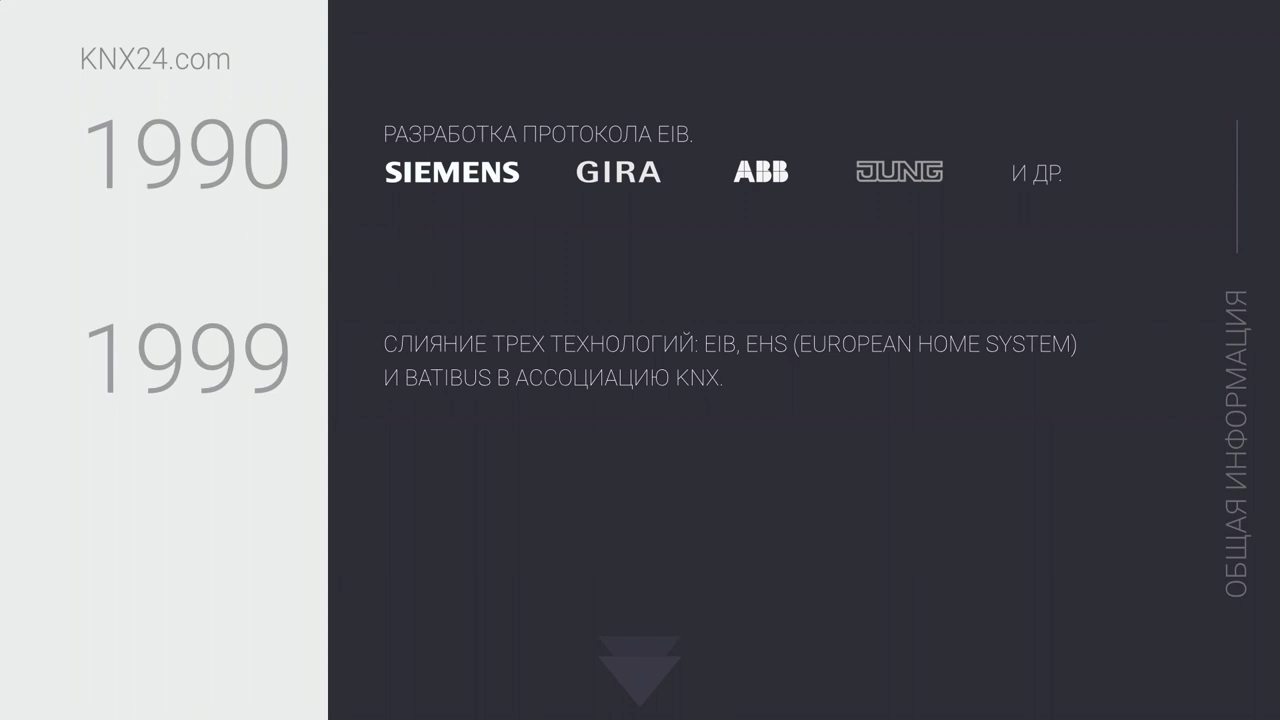 KNX24.com
1990
РАЗРАБОТКА ПРОТОКОЛА EIB.
SIEMENS GIRA ABB JUNG И ДР.
1999
СЛИЯНИЕ ТРЕХ ТЕХНОЛОГИЙ: EIB, EHS (EUROPEAN HOME SYSTEM)
И BATIBUS В АССОЦИАЦИЮ KNX.
ОБЩАЯ ИНФОРМАЦИЯ